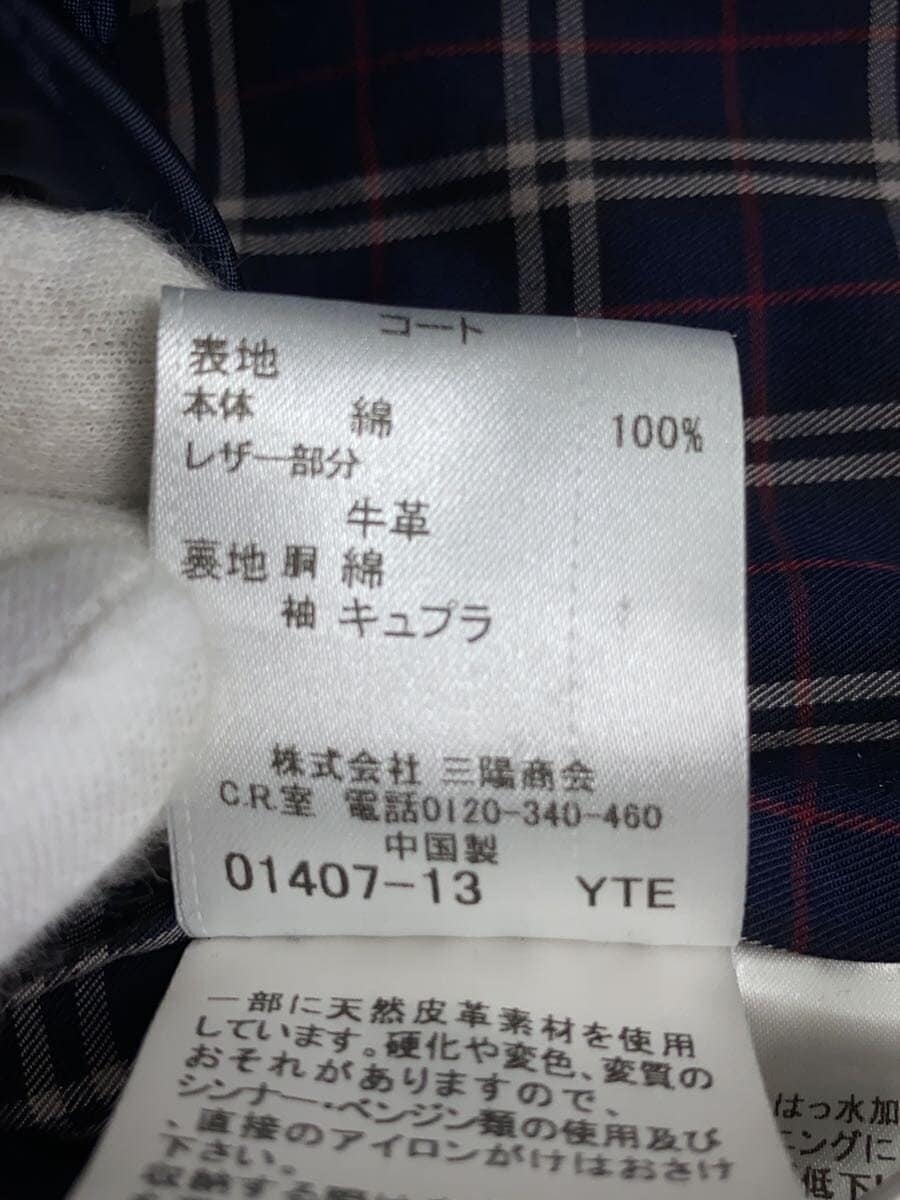 コート
表地
本体 綿 100%
レザー部分
牛革
裏地 胴 綿
袖 キュプラ
株式会社 三陽商会
C.R.室 電話0120-340-460
中国製
01407-13 YTE
一部に天然皮革素材を使用
しています。硬化や変色、変質の
おそれがありますので、
シンナー・ベンジン類の使用及び
、直接のアイロンがけはおさけ
下さい。
収納する
はっ水加
ングに
低下し